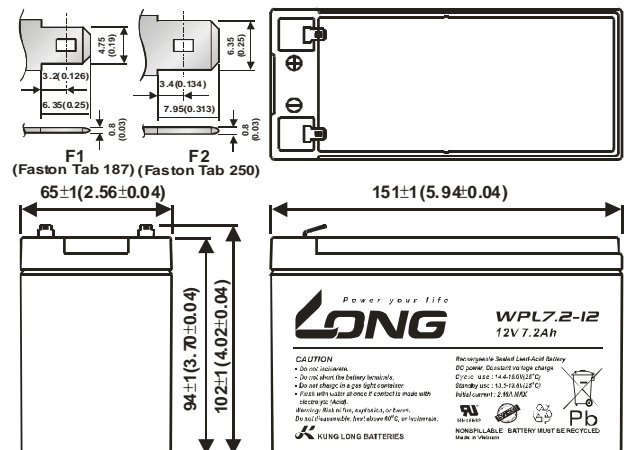 4.75
(0.19)
3.2(0.126)
6.35(0.25)
0.8
(0.03)
6.35
(0.25)
3.4(0.134)
7.95(0.313)
0.8
(0.03)
F1
(Faston Tab 187)
F2
(Faston Tab 250)
65±1(2.56±0.04)
151±1(5.94±0.04)
94±1(3.70±0.04)
102±1(4.02±0.04)
Power your life
LONG
WPL7.2-12
12V 7.2Ah
CAUTION
• Do not incinerate.
• Do not short the battery terminals.
• Do not charge in a gas tight container.
• Flush with water at once if contact is made with
electrolyte (Acid).
Warning: Risk of fire, explosion, or burns.
Do not disassemble, heat above 60°C, or incinerate.
KUNG LONG BATTERIES
Rechargeable Sealed Lead-Acid Battery
DC power, Constant voltage charge
Cycle use : 14.4-15.0V(25°C)
Standby use : 13.5-13.8V(25°C)
Initial current : 2.16A MAX
Pb
NONSPILLABLE BATTERY MUST BE RECYCLED
Made in Vietnam